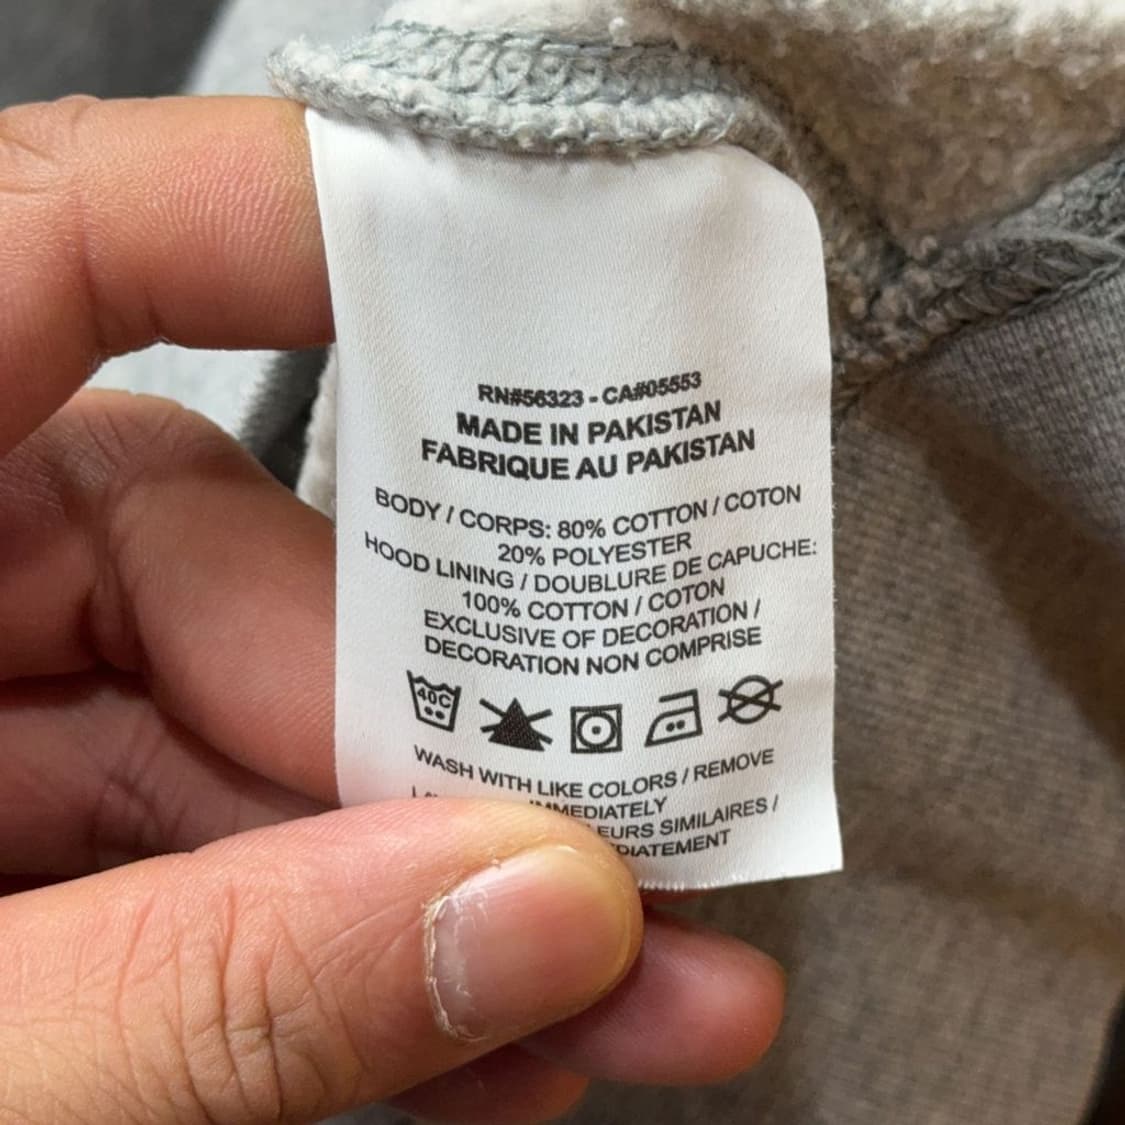 RN#56323 - CA#05553
MADE IN PAKISTAN
FABRIQUE AU PAKISTAN
BODY / CORPS: 80% COTTON / COTON
20% POLYESTER
HOOD LINING / DOUBLURE DE CAPUCHE:
100% COTTON / COTON
EXCLUSIVE OF DECORATION /
DECORATION NON COMPRISE
40C
WASH WITH LIKE COLORS / REMOVE
SIMILAIRES /